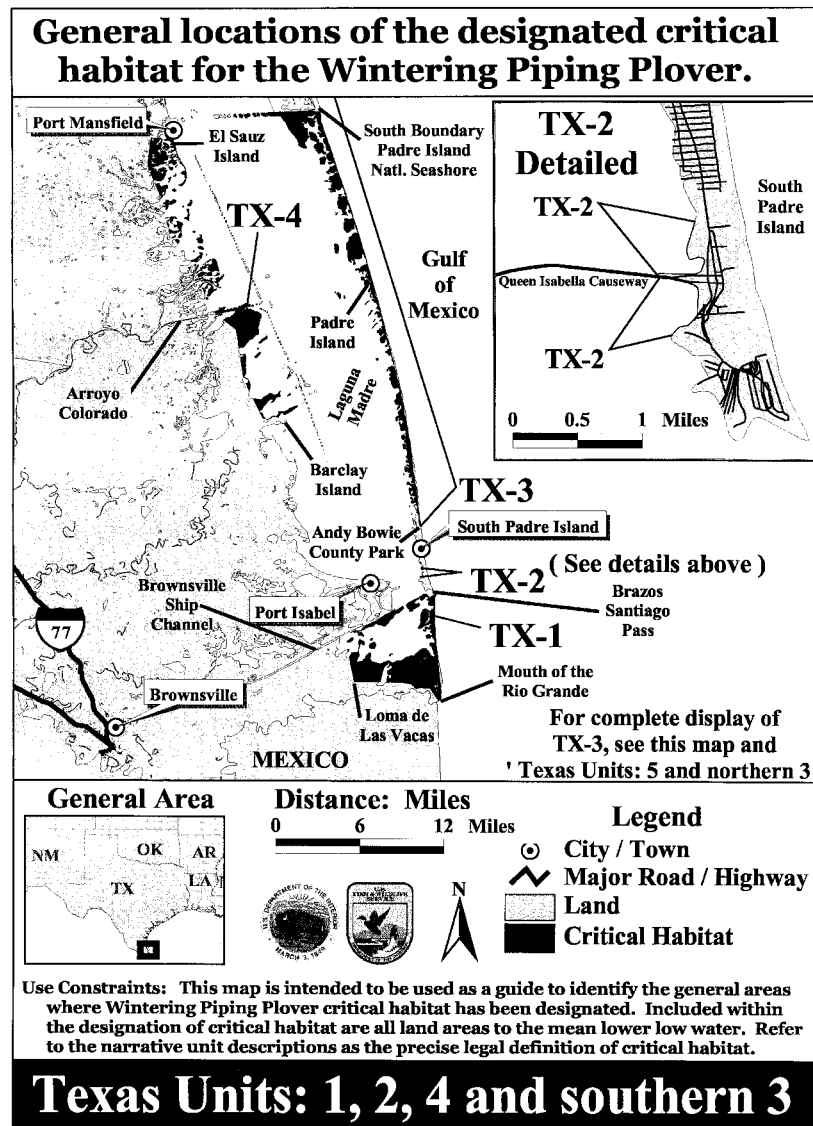 General locations of the designated critical
habitat for the Wintering Piping Plover.
Port Mansfield
El Sauz
Island
South Boundary
Padre Island
Natl. Seashore
TX-4
Gulf
of
Mexico
Padre
Island
Laguna
Madre
Arroyo
Colorado
Barclay
Island
TX-3
Andy Bowie
County Park
South Padre Island
TX-2
( See details above )
Brownsville
Ship
Channel
Port Isabel
Brazos
Santiago
Pass
TX-1
77
Brownsville
Mouth of the
Rio Grande
Loma de
Las Vacas
MEXICO
For complete display of
TX-3, see this map and
' Texas Units: 5 and northern 3
TX-2
Detailed
TX-2
South
Padre
Island
Queen Isabella Causeway
TX-2
0 0.5 1 Miles
General Area
NM
OK
AR
TX
LA
Distance: Miles
0 6 12 Miles
U.S. DEPARTMENT OF THE INTERIOR
MARCH 3, 1849
U.S.
FISH & WILDLIFE
SERVICE
N
Legend
City / Town
Major Road / Highway
Land
Critical Habitat
Use Constraints: This map is intended to be used as a guide to identify the general areas
where Wintering Piping Plover critical habitat has been designated. Included within
the designation of critical habitat are all land areas to the mean lower low water. Refer
to the narrative unit descriptions as the precise legal definition of critical habitat.
Texas Units: 1, 2, 4 and southern 3